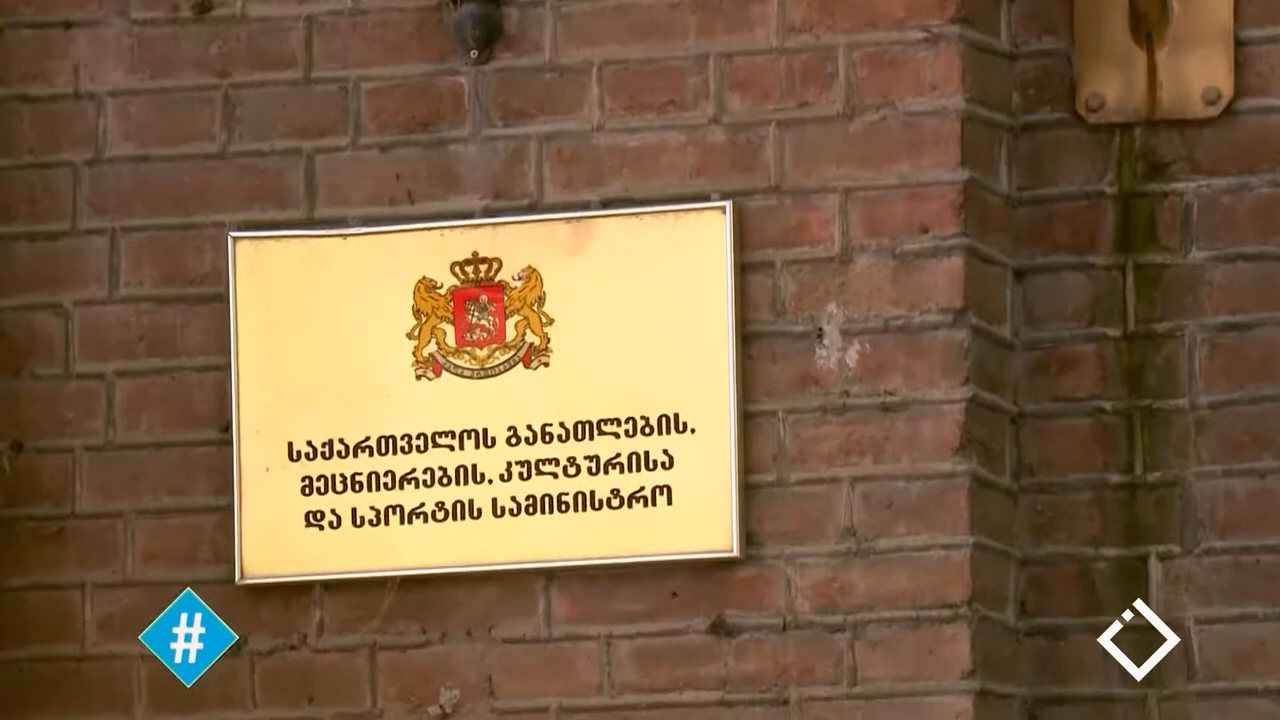 ᲡᲐᲥᲐᲠᲗᲕᲔᲚᲝᲡ ᲒᲐᲜᲐᲗᲚᲔᲑᲘᲡ,
ᲛᲔᲪᲜᲘᲔᲠᲔᲑᲘᲡ, ᲙᲣᲚᲢᲣᲠᲘᲡᲐ
ᲓᲐ ᲡᲞᲝᲠᲢᲘᲡ ᲡᲐᲛᲘᲜᲘᲡᲢᲠᲝ
#